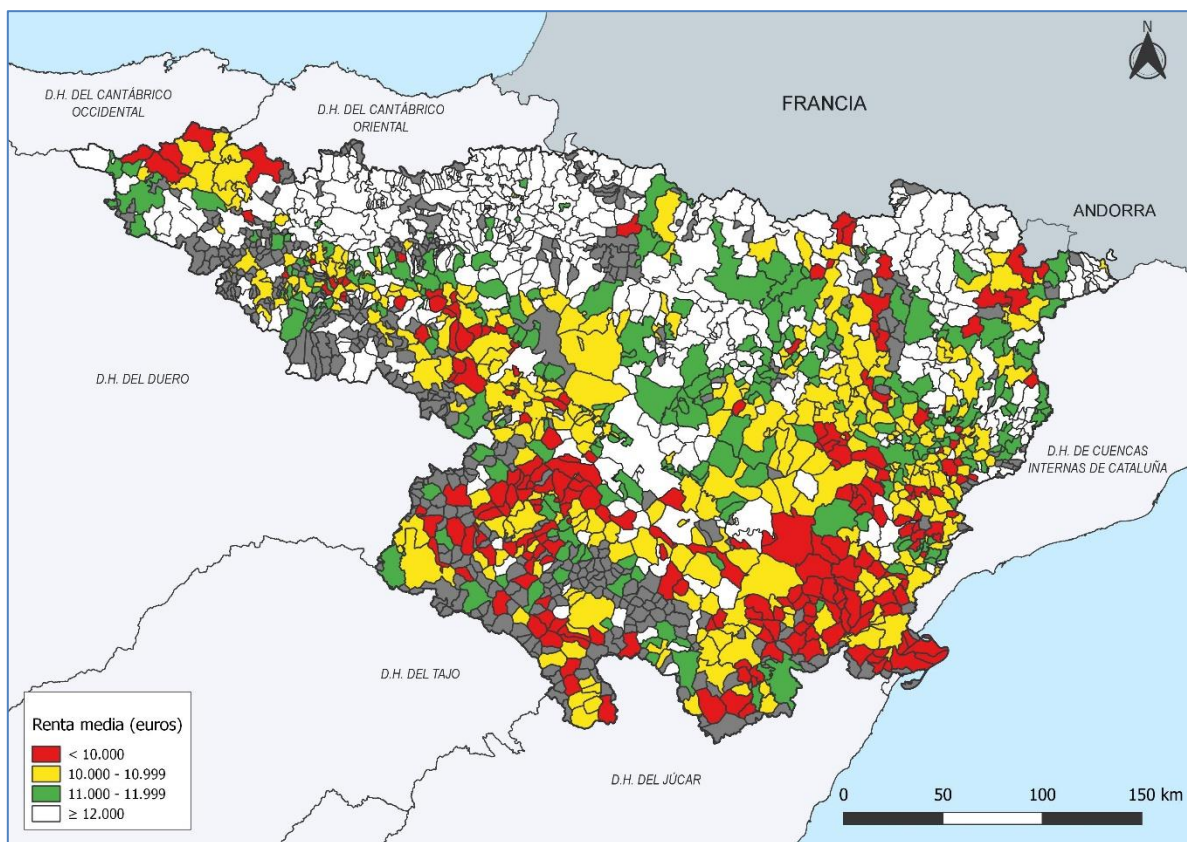 N
D.H. DEL CANTÁBRICO
OCCIDENTAL
D.H. DEL CANTÁBRICO
ORIENTAL
FRANCIA
ANDORRA
D.H. DEL DUERO
D.H. DE CUENCAS
INTERNAS DE CATALUÑA
D.H. DEL TAJO
D.H. DEL JÚCAR
Renta media (euros)
< 10.000
10.000 - 10.999
11.000 - 11.999
≥ 12.000
0 50 100 150 km